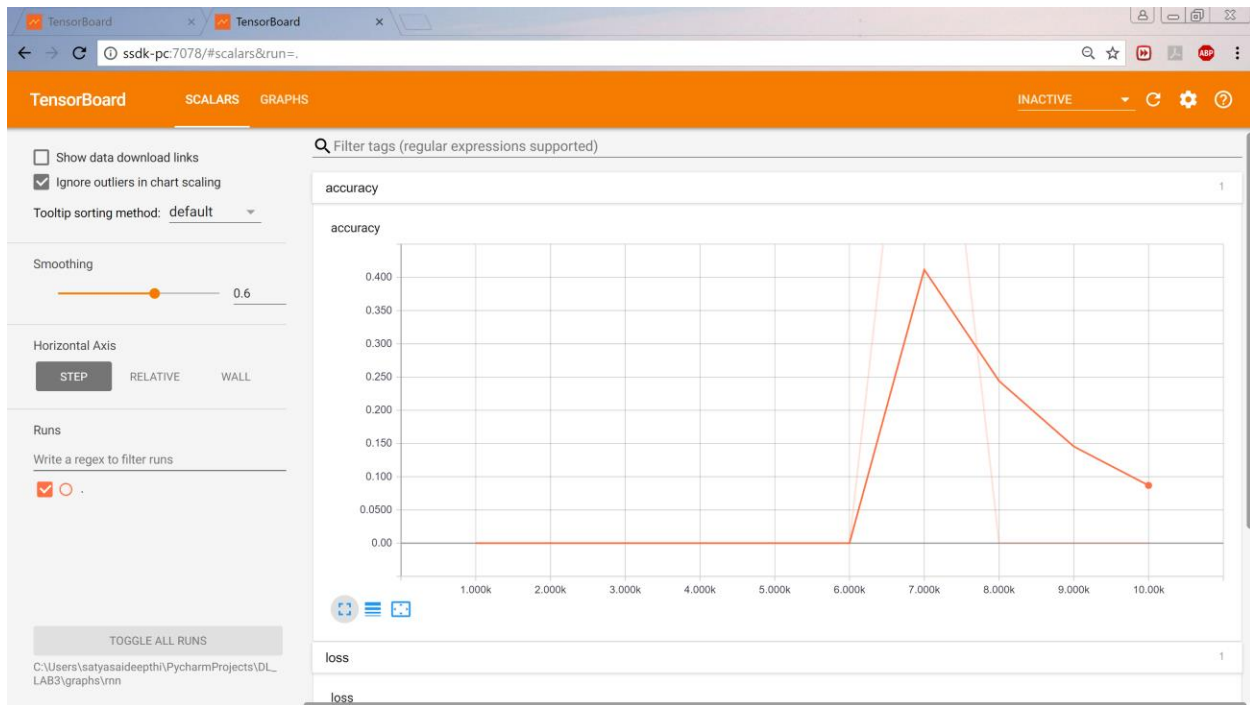 TensorBoard
TensorBoard
ssdk-pc:7078/#scalars&run=.
ABP
TensorBoard SCALARS GRAPHS INACTIVE
Show data download links
Ignore outliers in chart scaling
Tooltip sorting method: default
Smoothing
0.6
Horizontal Axis
STEP RELATIVE WALL
Runs
Write a regex to filter runs
.
TOGGLE ALL RUNS
C:\Users\satyasaideepthi\PycharmProjects\DL_
LAB3\graphs\rnn
Filter tags (regular expressions supported)
accuracy 1
accuracy
0.400
0.350
0.300
0.250
0.200
0.150
0.100
0.0500
0.00
1.000k 2.000k 3.000k 4.000k 5.000k 6.000k 7.000k 8.000k 9.000k 10.00k
loss 1
loss